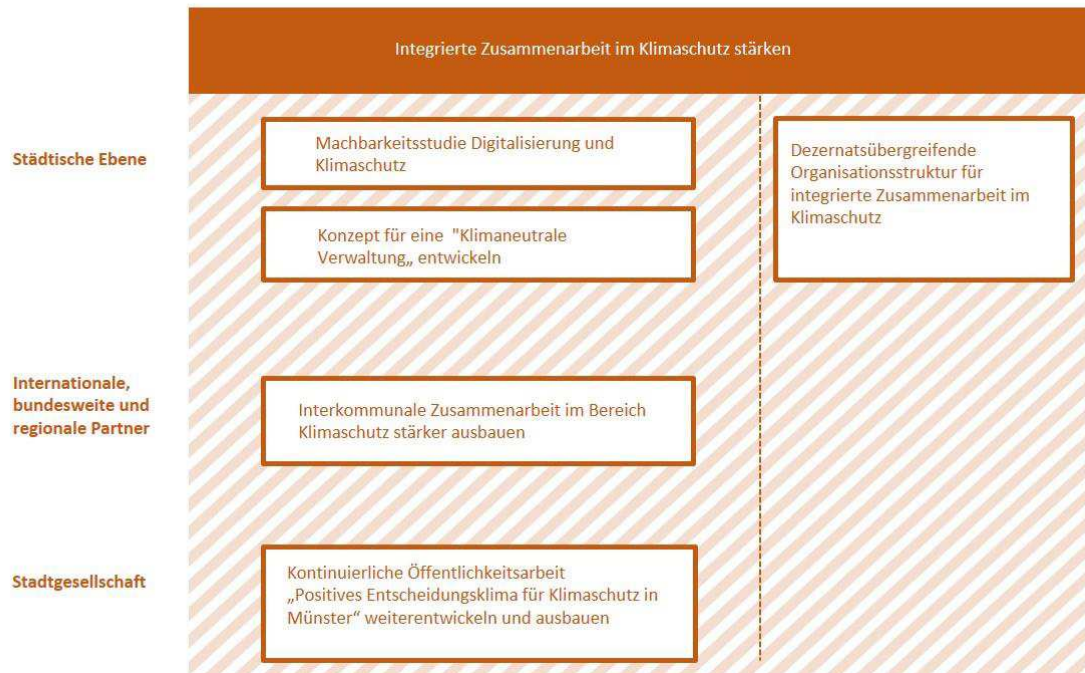 Integrierte Zusammenarbeit im Klimaschutz stärken
Städtische Ebene
Machbarkeitsstudie Digitalisierung und
Klimaschutz
Konzept für eine "Klimaneutrale
Verwaltung„ entwickeln
Dezernatsübergreifende
Organisationsstruktur für
integrierte Zusammenarbeit im
Klimaschutz
Internationale,
bundesweite und
regionale Partner
Interkommunale Zusammenarbeit im Bereich
Klimaschutz stärker ausbauen
Stadtgesellschaft
Kontinuierliche Öffentlichkeitsarbeit
„Positives Entscheidungsklima für Klimaschutz in
Münster“ weiterentwickeln und ausbauen